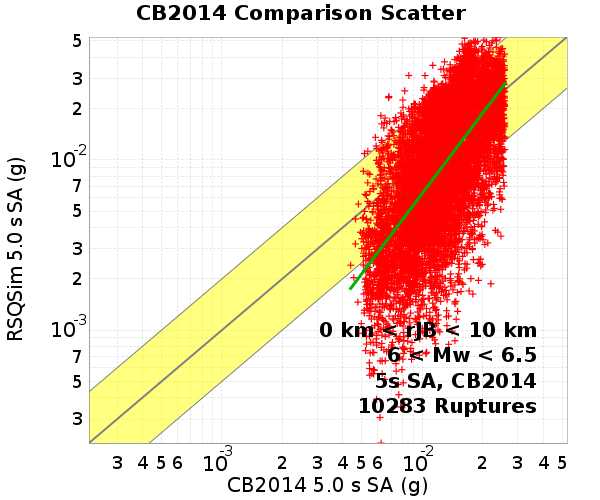 CB2014 Comparison Scatter
RSQSim 5.0 s SA (g)
5
3
2
10-2
7
5
3
2
10-3
7
5
3
0 km < rJB < 10 km
6 < Mw < 6.5
5s SA, CB2014
10283 Ruptures
3 4 5 6 10-3 2 3 4 5 6 10-2 2 3 4 5
CB2014 5.0 s SA (g)